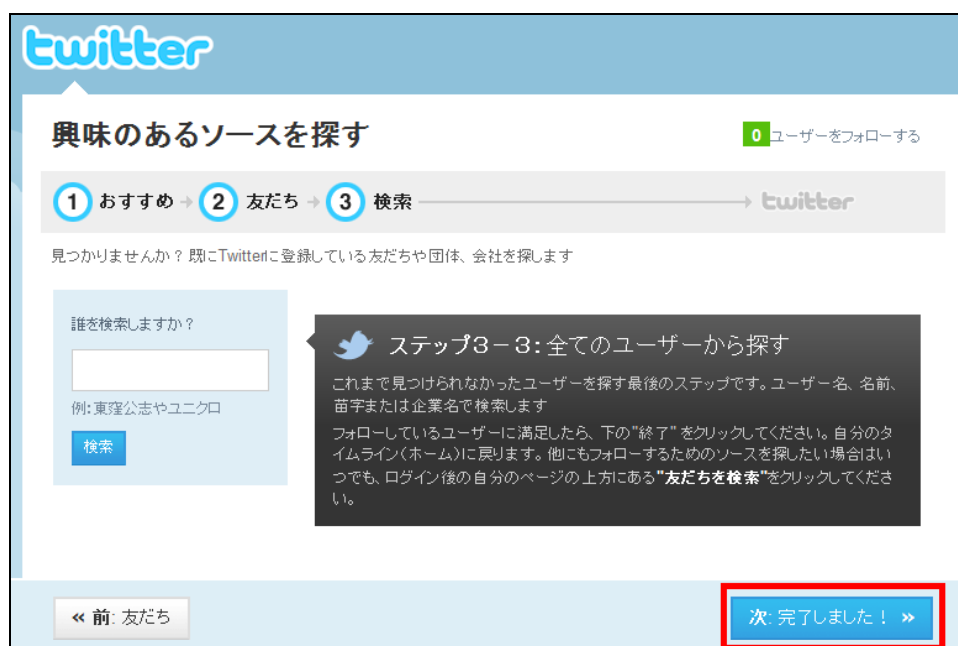 twitter
興味のあるソースを探す
0 ユーザーをフォローする
1 おすすめ → 2 友だち → 3 検索 → twitter
見つかりませんか？既にTwitterに登録している友だちや団体、会社を探します
誰を検索しますか？
例:東窪公志やユニクロ
検索
ステップ3－3:全てのユーザーから探す
これまで見つけられなかったユーザーを探す最後のステップです。ユーザー名、名前、
苗字または企業名で検索します
フォローしているユーザーに満足したら、下の"終了"をクリックしてください。自分のタ
イムライン(ホーム)に戻ります。他にもフォローするためのソースを探したい場合はい
つでも、ログイン後の自分のページの上方にある"友だちを検索"をクリックしてくださ
い。
« 前: 友だち
次: 完了しました！ »